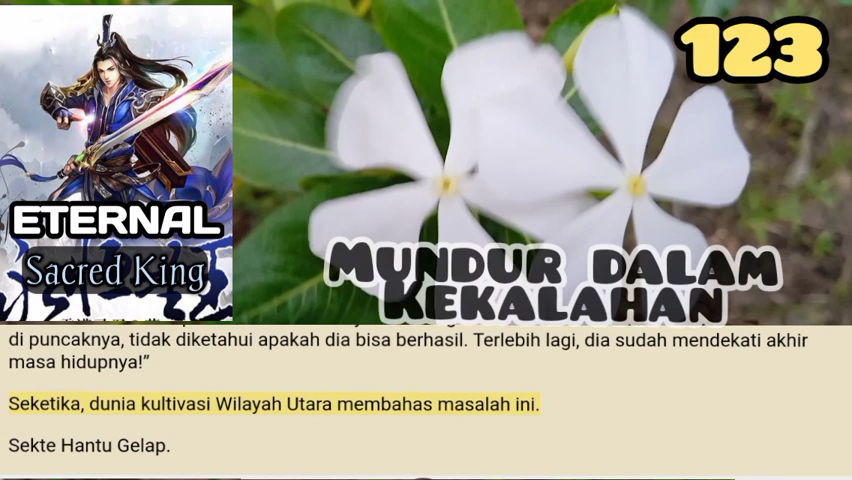 123
ETERNAL
Sacred King
MUNDUR DALAM
KEKALAHAN
di puncaknya, tidak diketahui apakah dia bisa berhasil. Terlebih lagi, dia sudah mendekati akhir
masa hidupnya!”
Seketika, dunia kultivasi Wilayah Utara membahas masalah ini.
Sekte Hantu Gelap.